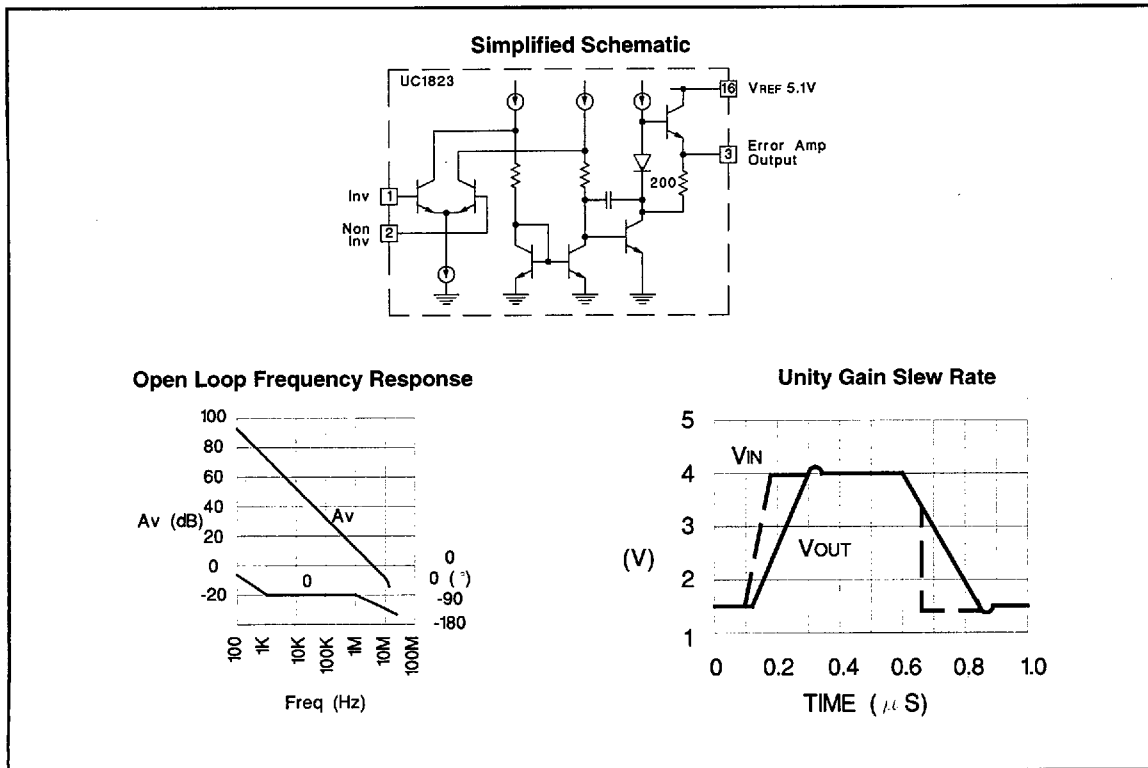 Simplified Schematic
UC1823
16 VREF 5.1V
3 Error Amp
Output
200
Inv 1
Non
Inv 2
Open Loop Frequency Response
100
80
60
40
20
0
-20
Av (dB)
Av
0
0
0 (°)
-90
-180
100
1K
10K
100K
1M
10M
100M
Freq (Hz)
Unity Gain Slew Rate
5
4
3
2
1
(V)
VIN
VOUT
0 0.2 0.4 0.6 0.8 1.0
TIME (μS)